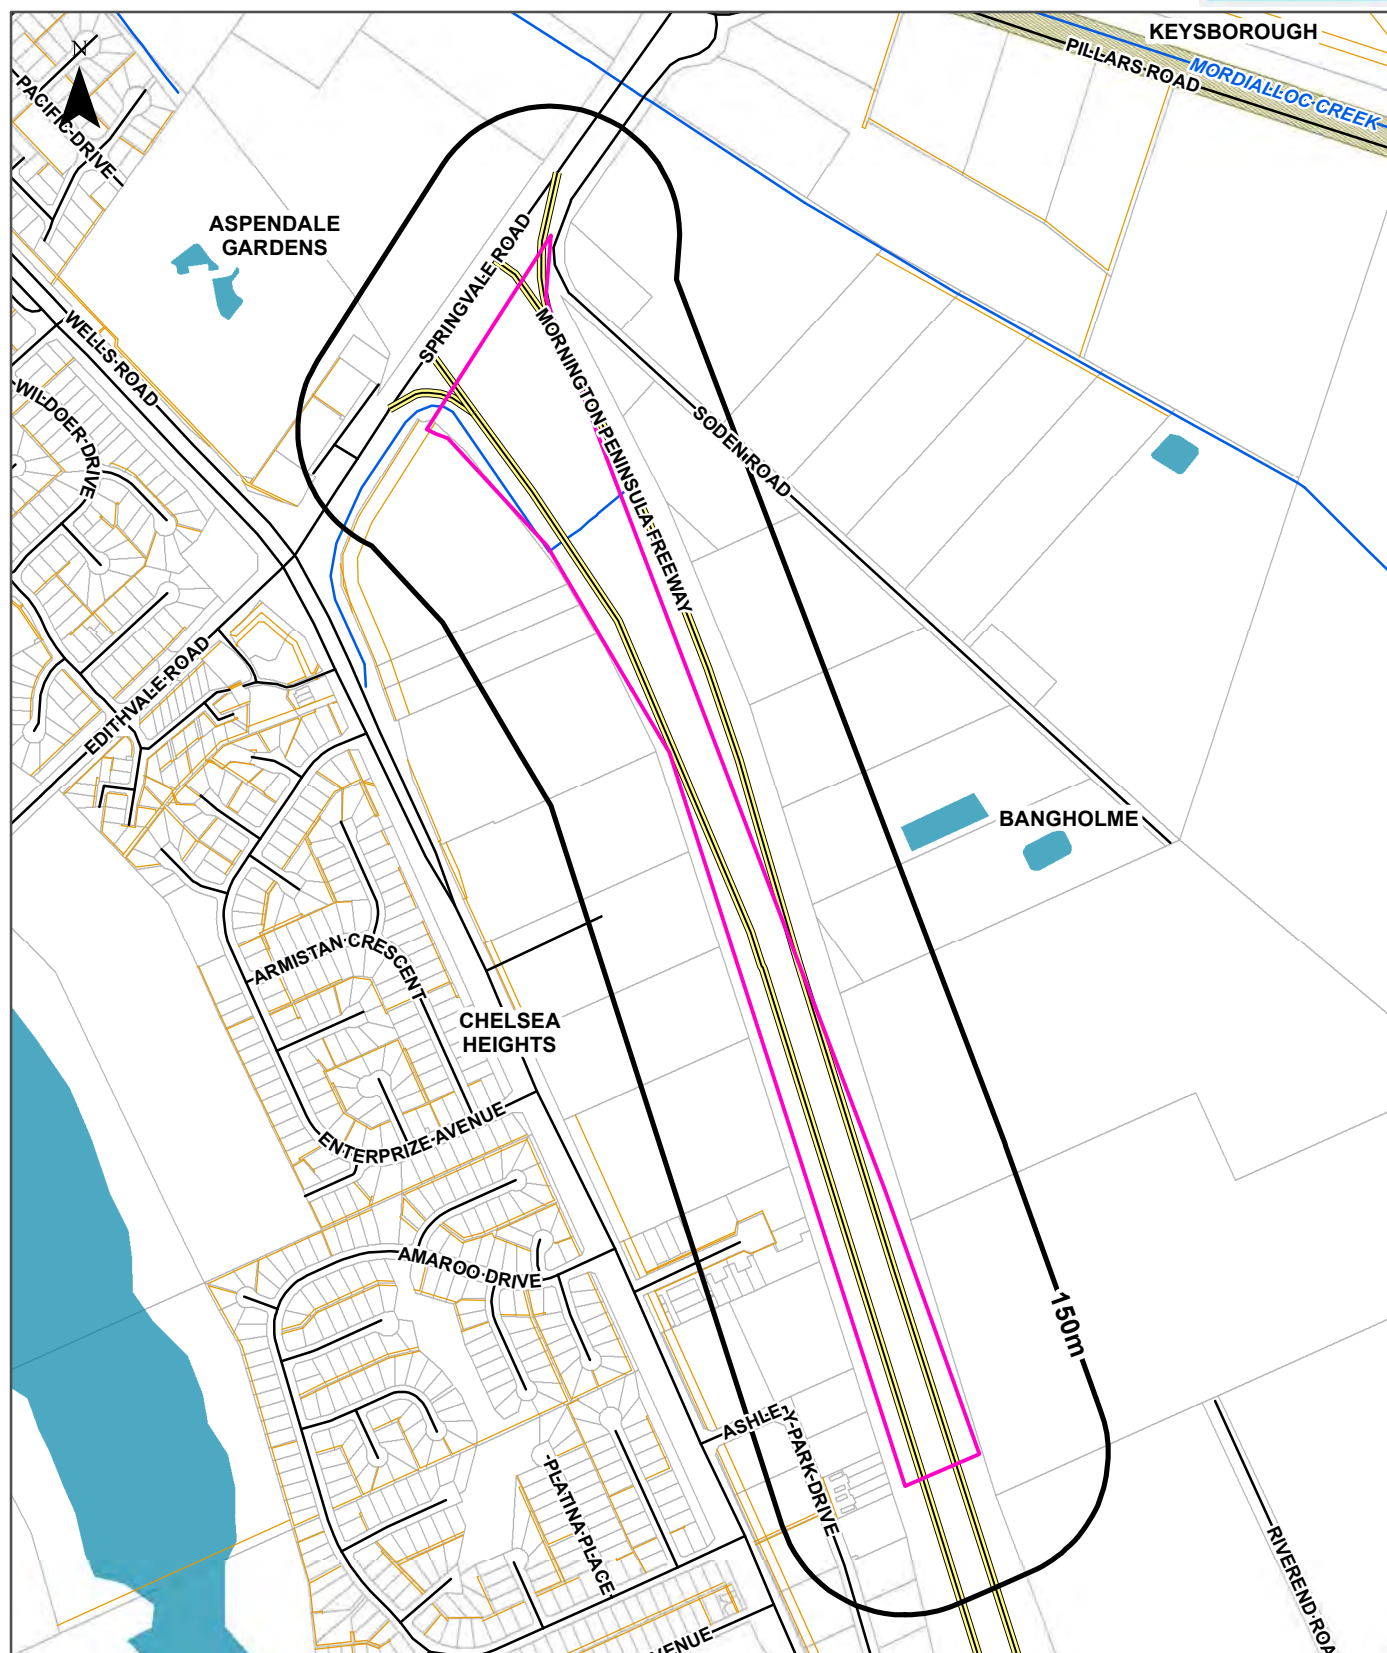 KEYSBOROUGH
PILLARS ROAD
MORDIALLOC CREEK
N
PACIFIC DRIVE
ASPENDALE
GARDENS
SPRINGVALE ROAD
WELLS ROAD
MORNINGTON PENINSULA FREEWAY
WILDOER DRIVE
SODEN ROAD
EDITHVALE ROAD
BANGHOLME
ARMISTAN CRESCENT
CHELSEA
HEIGHTS
ENTERPRIZE AVENUE
AMAROO DRIVE
150m
ASHLEY PARK DRIVE
PLATINA PLACE
RIVEREND ROA
VENUE